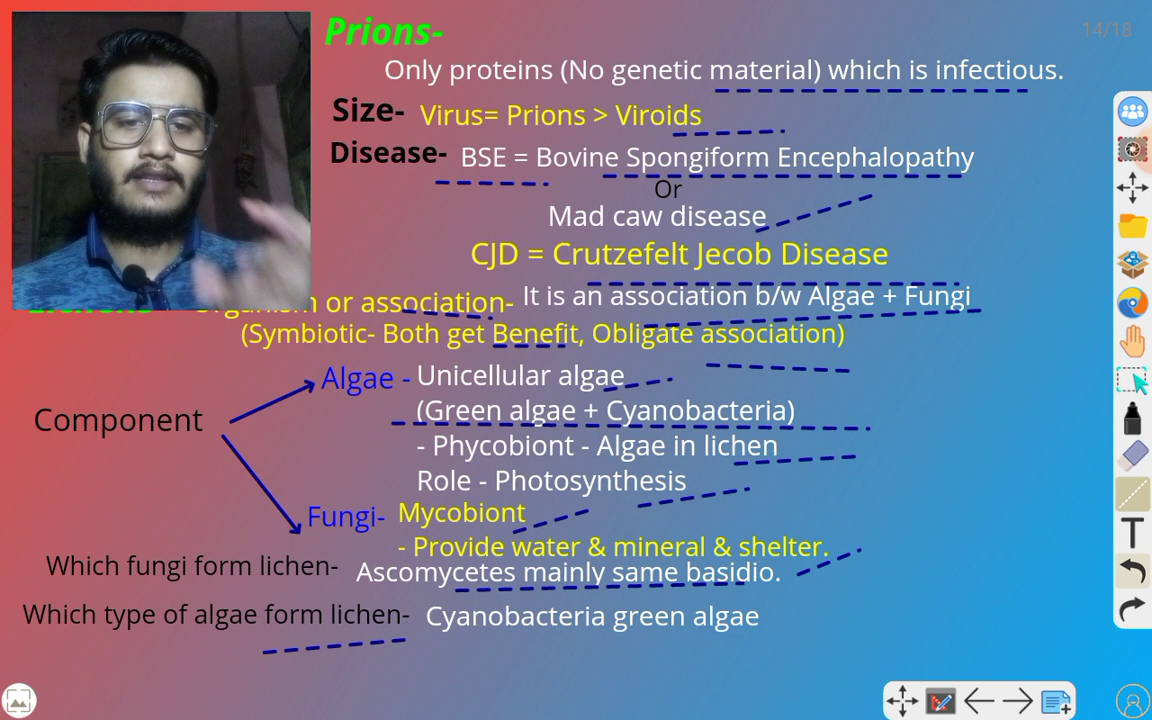 Prions-
14/18
Only proteins (No genetic material) which is infectious.
Size- Virus= Prions > Viroids
Disease- BSE = Bovine Spongiform Encephalopathy
Or
Mad caw disease
CJD = Crutzefelt Jecob Disease
or association- It is an association b/w Algae + Fungi
(Symbiotic- Both get Benefit, Obligate association)
Algae - Unicellular algae
(Green algae + Cyanobacteria)
Component
- Phycobiont - Algae in lichen
Role - Photosynthesis
Fungi- Mycobiont
- Provide water & mineral & shelter.
Which fungi form lichen- Ascomycetes mainly same basidio.
Which type of algae form lichen- Cyanobacteria green algae
T